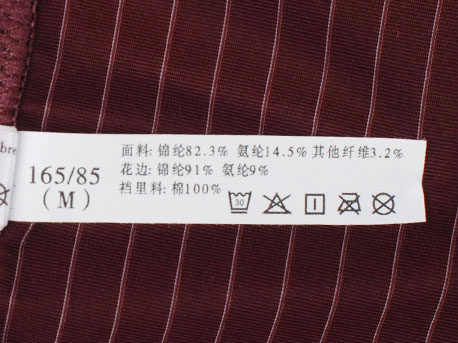 面料: 锦纶82.3% 氨纶14.5% 其他纤维3.2%
花边: 锦纶91% 氨纶9%
裆里料: 棉100%
165/85
(M)
30
bre